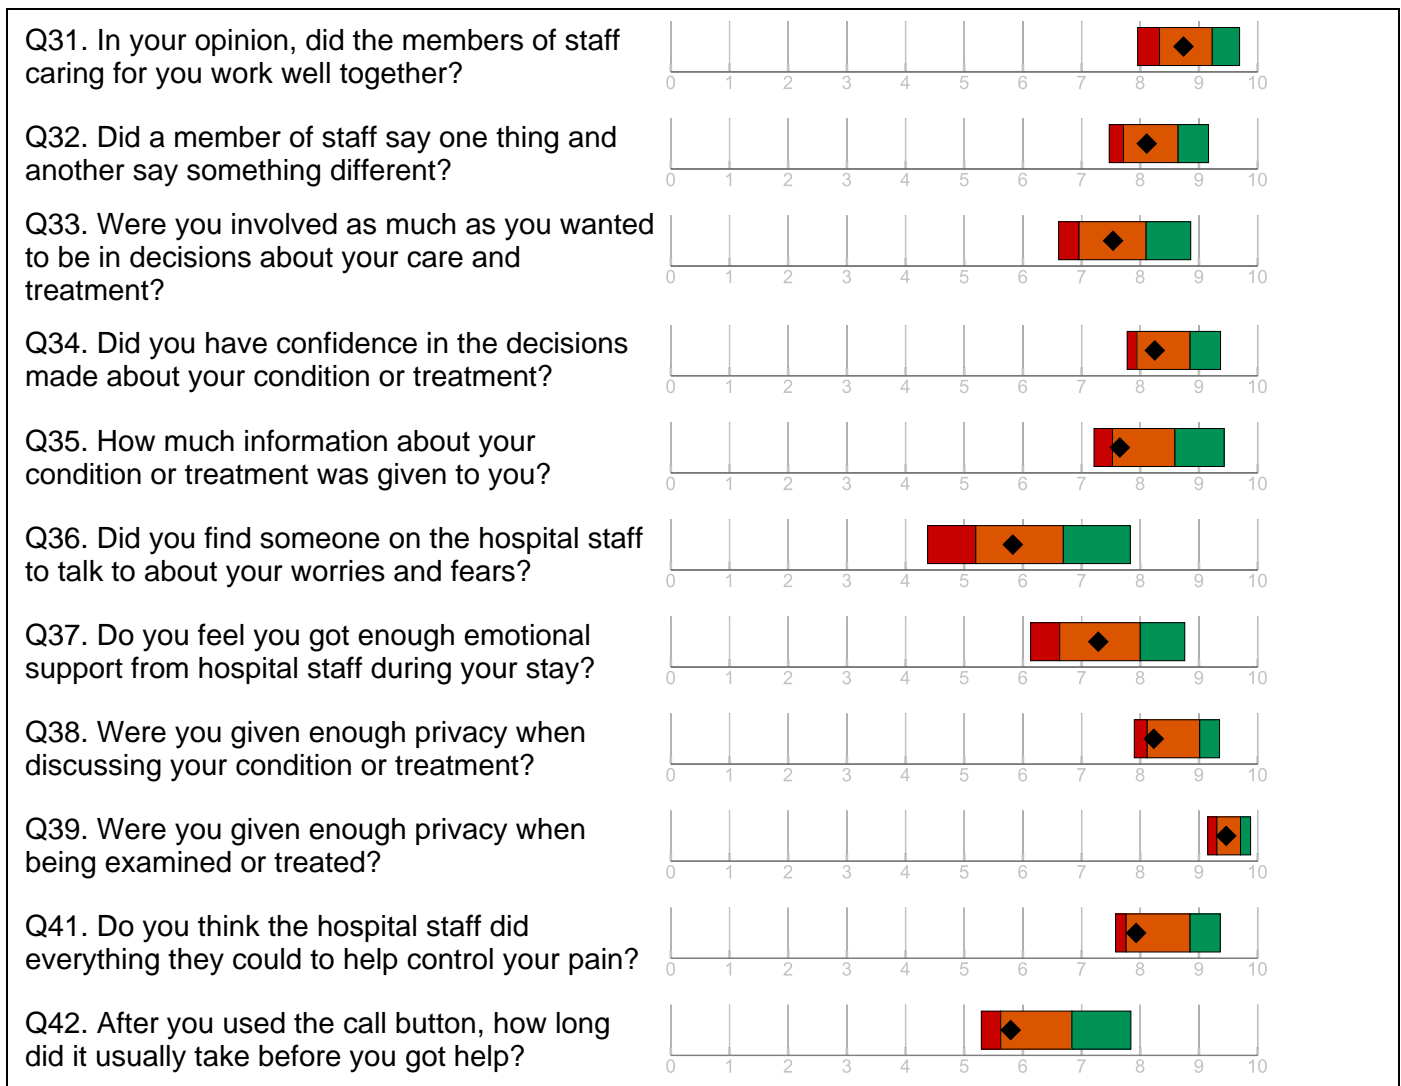 Q31. In your opinion, did the members of staff
caring for you work well together?
0 1 2 3 4 5 6 7 8 9 10
Q32. Did a member of staff say one thing and
another say something different?
0 1 2 3 4 5 6 7 8 9 10
Q33. Were you involved as much as you wanted
to be in decisions about your care and
treatment?
0 1 2 3 4 5 6 7 8 9 10
Q34. Did you have confidence in the decisions
made about your condition or treatment?
0 1 2 3 4 5 6 7 8 9 10
Q35. How much information about your
condition or treatment was given to you?
0 1 2 3 4 5 6 7 8 9 10
Q36. Did you find someone on the hospital staff
to talk to about your worries and fears?
0 1 2 3 4 5 6 7 8 9 10
Q37. Do you feel you got enough emotional
support from hospital staff during your stay?
0 1 2 3 4 5 6 7 8 9 10
Q38. Were you given enough privacy when
discussing your condition or treatment?
0 1 2 3 4 5 6 7 8 9 10
Q39. Were you given enough privacy when
being examined or treated?
0 1 2 3 4 5 6 7 8 9 10
Q41. Do you think the hospital staff did
everything they could to help control your pain?
0 1 2 3 4 5 6 7 8 9 10
Q42. After you used the call button, how long
did it usually take before you got help?
0 1 2 3 4 5 6 7 8 9 10